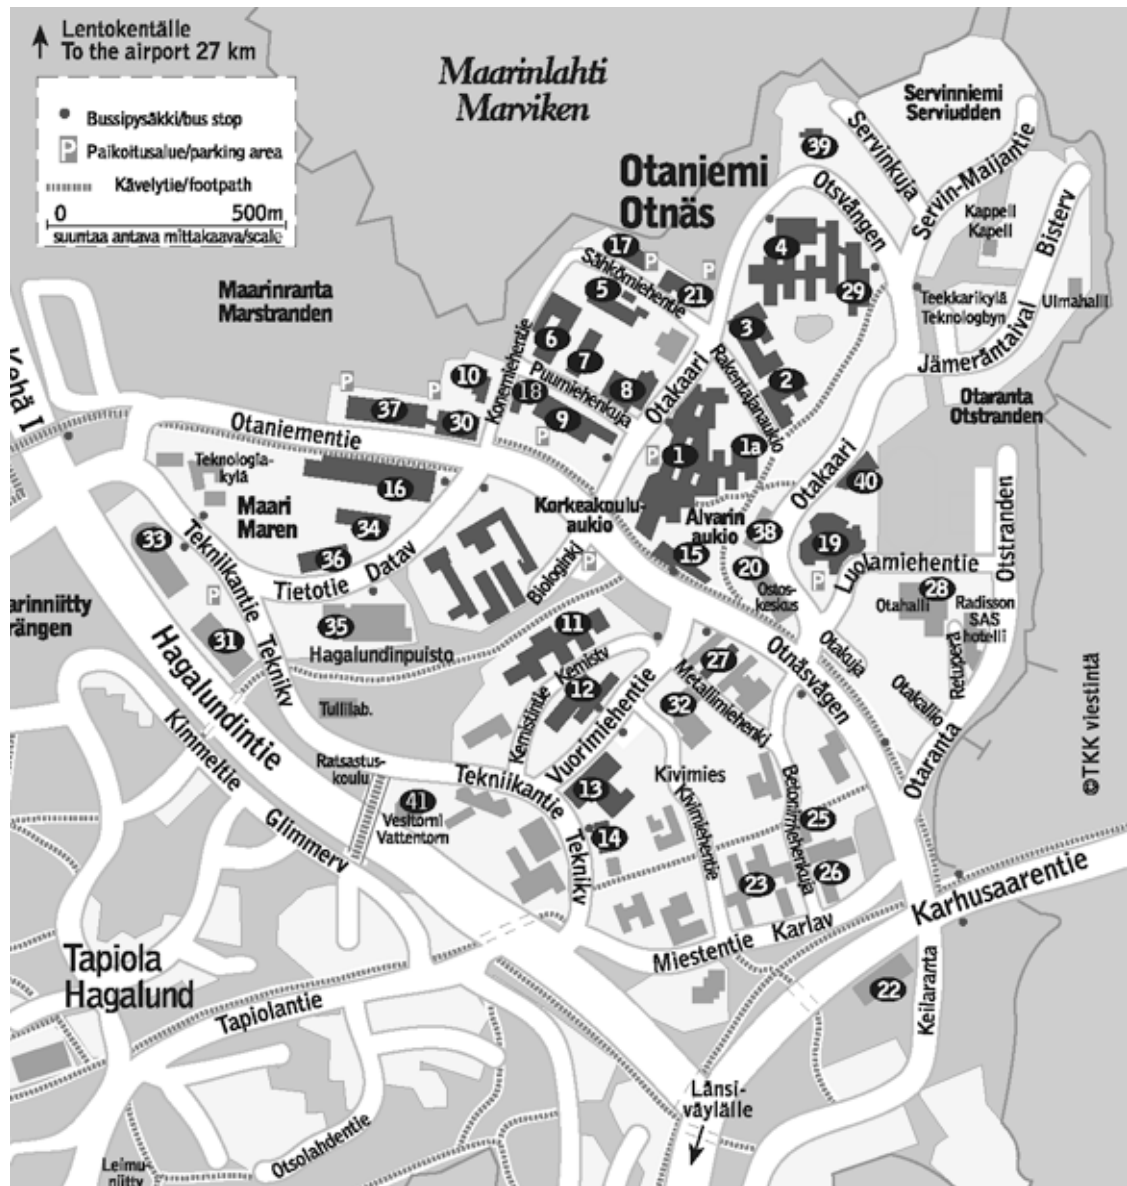 Lentokentälle
To the airport 27 km
Bussipysäkki/bus stop
P Paikoitusalue/parking area
Kävelytie/footpath
0 500m
suuntaa antava mittakaava/scale
Maarinlahti
Marviken
Otaniemi
Otnäs
Servinniemi
Serviudden
Servinkuja
Servin-Maijantie
39
Otsvängen
Kappeli
Kapell
Bisterv
17
P
P
4
Sähkömiehentie
5
21
29
Maarinranta
Marstranden
Teekkarikylä
Teknologbyn
Ulmahalli
Jämeräntaival
3
6
7
Rakentajanaukio
Konemiehentie
Puumiehenkuja
Otakaari
2
Kehä I
10
P
P
18
8
Otaranta
Otstranden
37
30
9
P
Otaniementie
1
1a
P
Otakaari
Teknologia-
kylä
16
40
Maari
Maren
34
Korkeakoulu-
aukio
Alvarin
aukio
38
Otstranden
33
Tekniikantie
36
Datav
Tietotie
Biologinkj
P
15
19
20
Ostos-
keskus
P
Luolamiehentie
arinniitty
rängen
P
31
35
Hagalundinpuisto
28
Otahalli
Radisson
SAS
hotelli
Hagalundintie
Tekniikv
11
Kemistv
27
Otakuja
Retuperä
Metallimiehenkj
Otnäsvägen
Otakallio
12
Kemistintie
Vuorimiehentie
32
Tullilab.
Kimmeltie
Ratsastus-
koulu
Tekniikantie
Kivimies
Kivimiehentie
Betonimiehenkuja
Otaranta
©TKK viestintä
13
41
Vesitorni
Vattentorn
Glimmerv
14
Tekniikv
25
23
26
Karhusaarentie
Tapiola
Hagalund
Miestentie
Karlav
22
Keilaranta
Tapiolantie
Länsi-
väylälle
Otsolahdentie
Leimu-
niitty